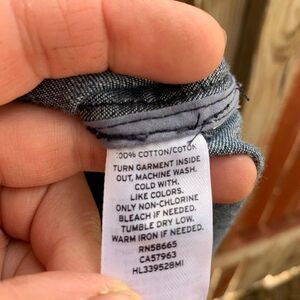 100% COTTON/COTON
TURN GARMENT INSIDE
OUT, MACHINE WASH.
COLD WITH.
LIKE COLORS.
ONLY NON-CHLORINE
BLEACH IF NEEDED.
TUMBLE DRY LOW.
WARM IRON IF NEEDED.
RN58665
CA57963
HL339528MI